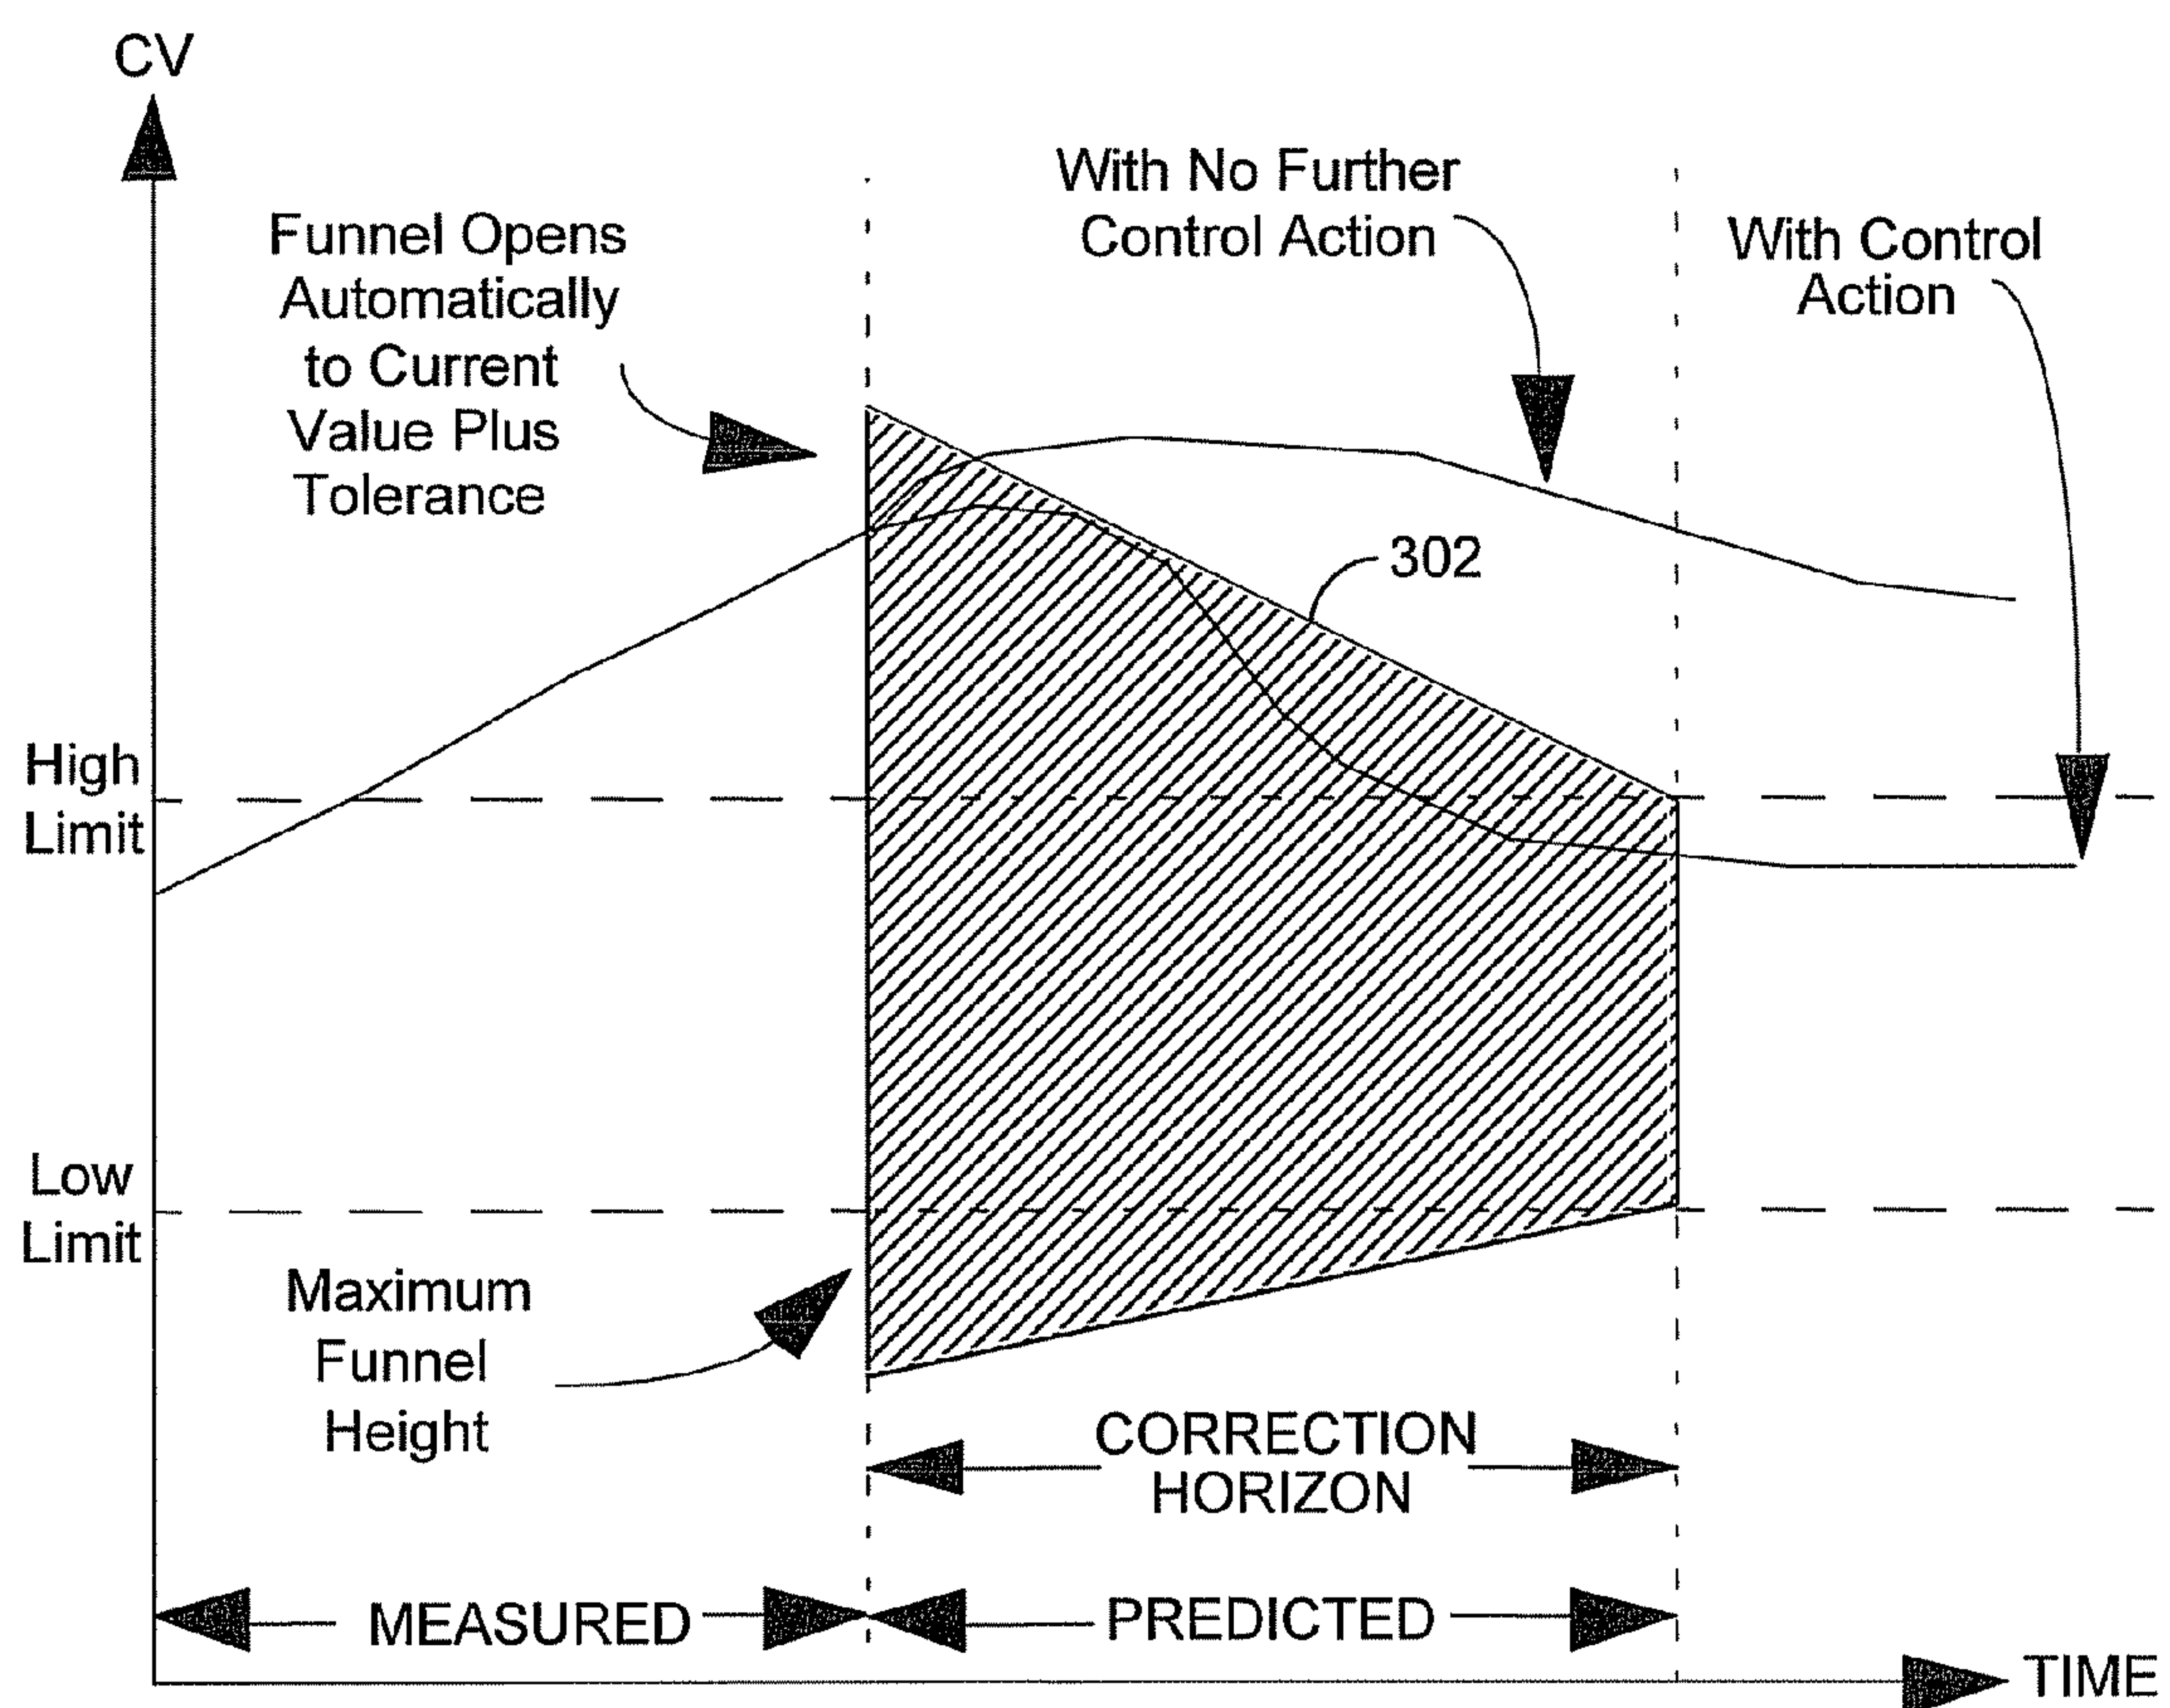 CV
Funnel Opens
Automatically
to Current
Value Plus
Tolerance
With No Further
Control Action
With Control
Action
302
High
Limit
Low
Limit
Maximum
Funnel
Height
CORRECTION
HORIZON
MEASURED
PREDICTED
TIME